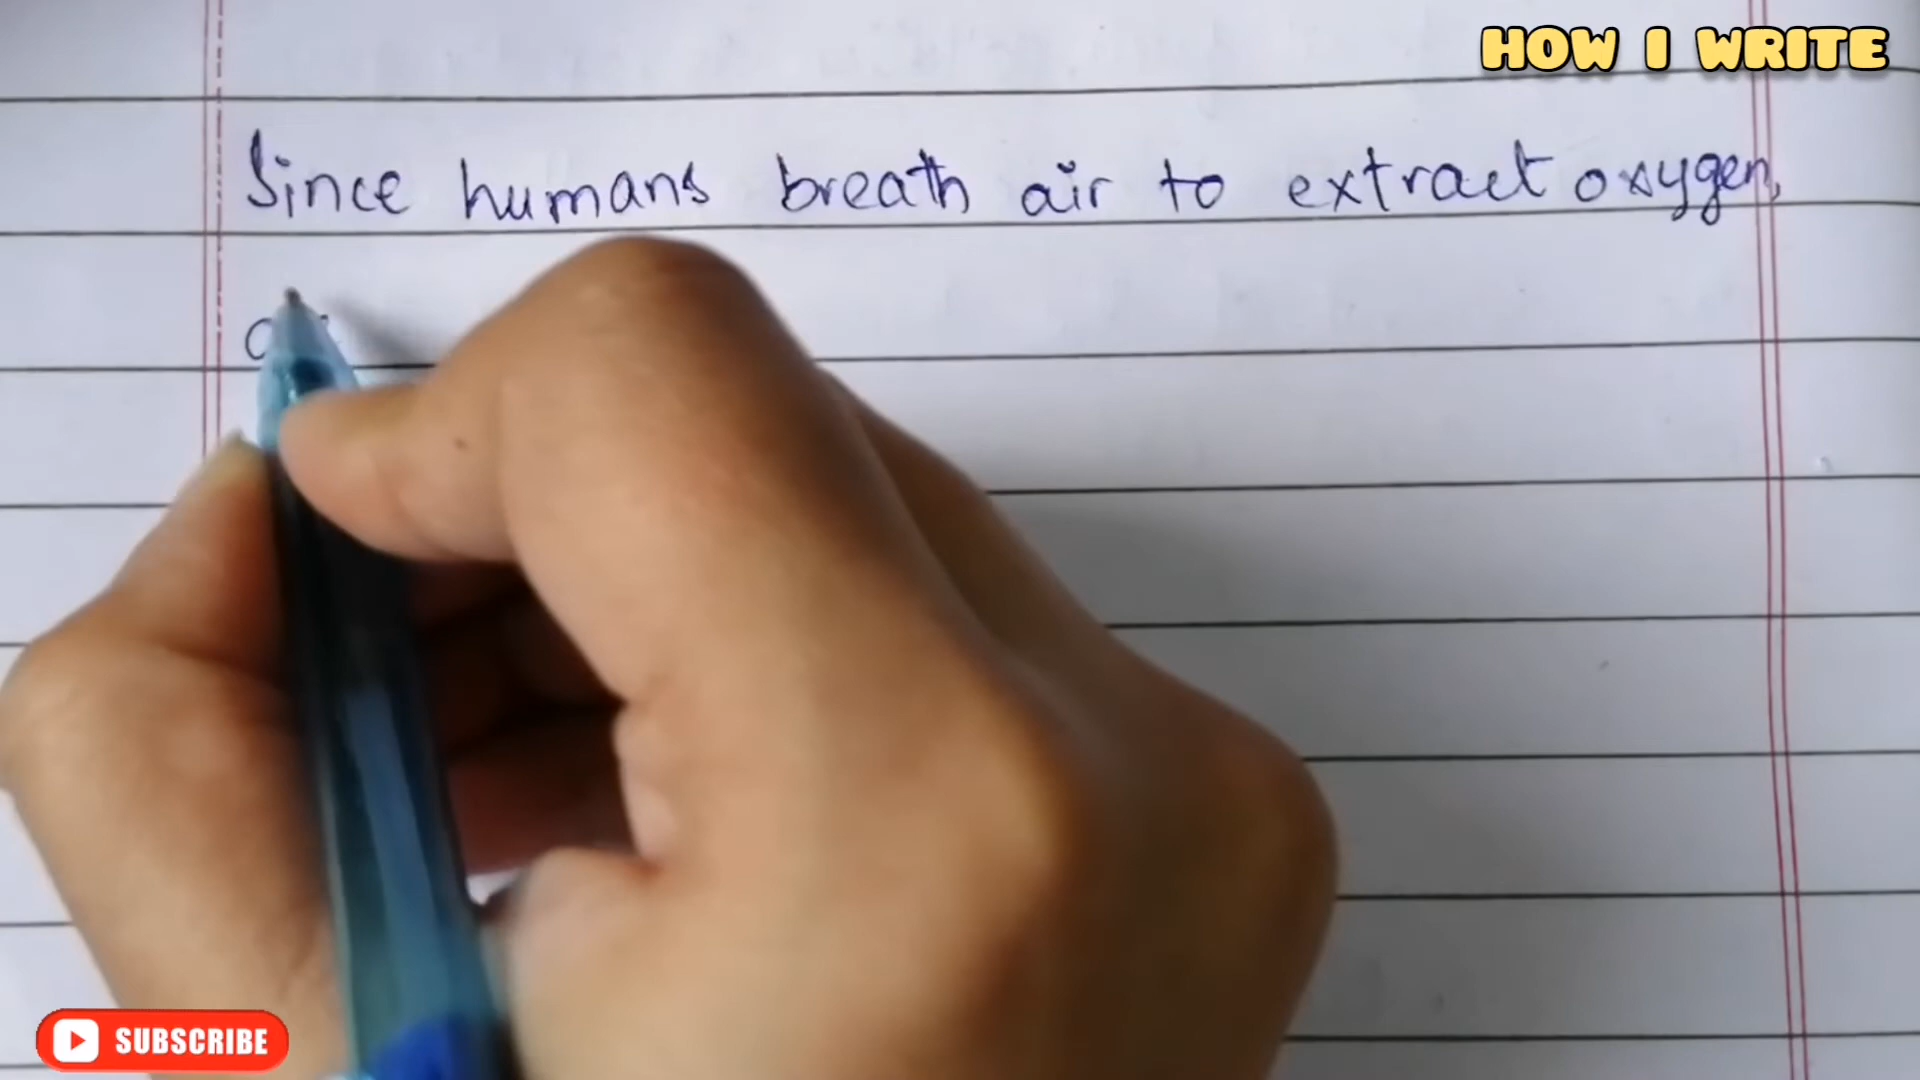 HOW I WRITE
Since humans breath air to extract oxygen,
SUBSCRIBE